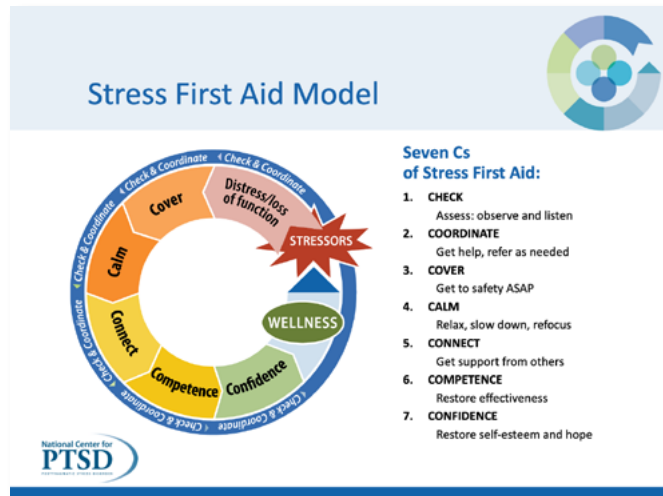 Stress First Aid Model
Check & Coordinate
Check & Coordinate
Check & Coordinate
Check & Coordinate
Check & Coordinate
Check & Coordinate
Check & Coordinate
Distress/loss
of function
STRESSORS
Cover
Calm
Connect
Competence
Confidence
WELLNESS
Seven Cs
of Stress First Aid:
1. CHECK
Assess: observe and listen
2. COORDINATE
Get help, refer as needed
3. COVER
Get to safety ASAP
4. CALM
Relax, slow down, refocus
5. CONNECT
Get support from others
6. COMPETENCE
Restore effectiveness
7. CONFIDENCE
Restore self-esteem and hope
National Center for
PTSD